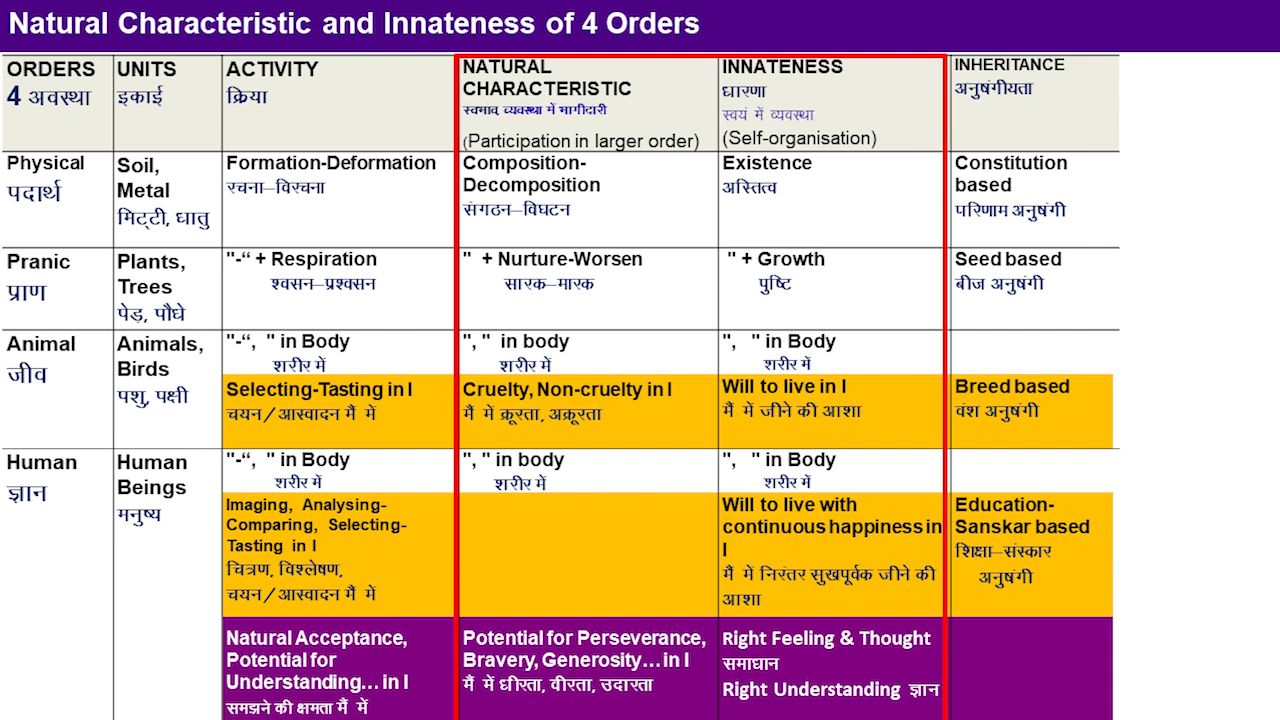 Natural Characteristic and Innateness of 4 Orders
ORDERS
4 अवस्था
UNITS
इकाई
ACTIVITY
क्रिया
NATURAL
CHARACTERISTIC
स्वभाव, व्यवस्था में भागीदारी
(Participation in larger order)
INNATENESS
धारणा
स्वयं में व्यवस्था
(Self-organisation)
INHERITANCE
अनुषंगीयता
Physical
पदार्थ
Soil,
Metal
मिट्टी, धातु
Formation-Deformation
रचना–विरचना
Composition-
Decomposition
संगठन–विघटन
Existence
अस्तित्व
Constitution
based
परिणाम अनुषंगी
Pranic
प्राण
Plants,
Trees
पेड़, पौधे
"-“ + Respiration
श्वसन–प्रश्वसन
" + Nurture-Worsen
सारक–मारक
" + Growth
पुष्टि
Seed based
बीज अनुषंगी
Animal
जीव
Animals,
Birds
पशु, पक्षी
"-“, " in Body
शरीर में
Selecting-Tasting in I
चयन/आस्वादन मैं में
", " in body
शरीर में
Cruelty, Non-cruelty in I
मैं में क्रूरता, अक्रूरता
", " in Body
शरीर में
Will to live in I
मैं में जीने की आशा
Breed based
वंश अनुषंगी
Human
ज्ञान
Human
Beings
मनुष्य
"-“, " in Body
शरीर में
Imaging, Analysing-
Comparing, Selecting-
Tasting in I
चित्रण, विश्लेषण,
चयन/आस्वादन मैं में
Natural Acceptance,
Potential for
Understanding... in I
समझने की क्षमता मैं में
", " in body
शरीर में
Potential for Perseverance,
Bravery, Generosity... in I
मैं में धीरता, वीरता, उदारता
", " in Body
शरीर में
Will to live with
continuous happiness in
I
मैं में निरंतर सुखपूर्वक जीने की
आशा
Right Feeling & Thought
समाधान
Right Understanding ज्ञान
Education-
Sanskar based
शिक्षा–संस्कार
अनुषंगी